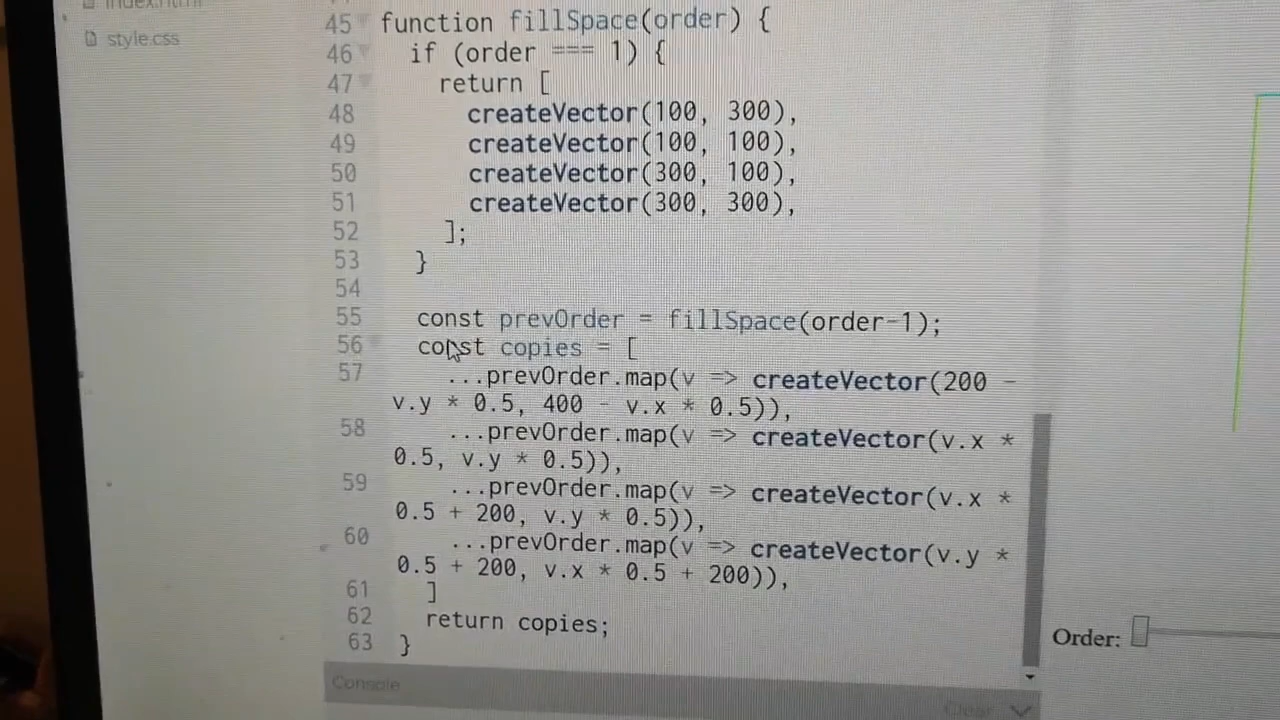 index.html
style.css
45 function fillSpace(order) {
46 if (order === 1) {
47 return [
48 createVector(100, 300),
49 createVector(100, 100),
50 createVector(300, 100),
51 createVector(300, 300),
52 ];
53 }
54
55 const prevOrder = fillSpace(order-1);
56 const copies = [
57 ...prevOrder.map(v => createVector(200 -
v.y * 0.5, 400 - v.x * 0.5)),
58 ...prevOrder.map(v => createVector(v.x *
0.5, v.y * 0.5)),
59 ...prevOrder.map(v => createVector(v.x *
0.5 + 200, v.y * 0.5)),
60 ...prevOrder.map(v => createVector(v.y *
0.5 + 200, v.x * 0.5 + 200)),
61 ]
62 return copies;
63 }
Order:
Console
Clear